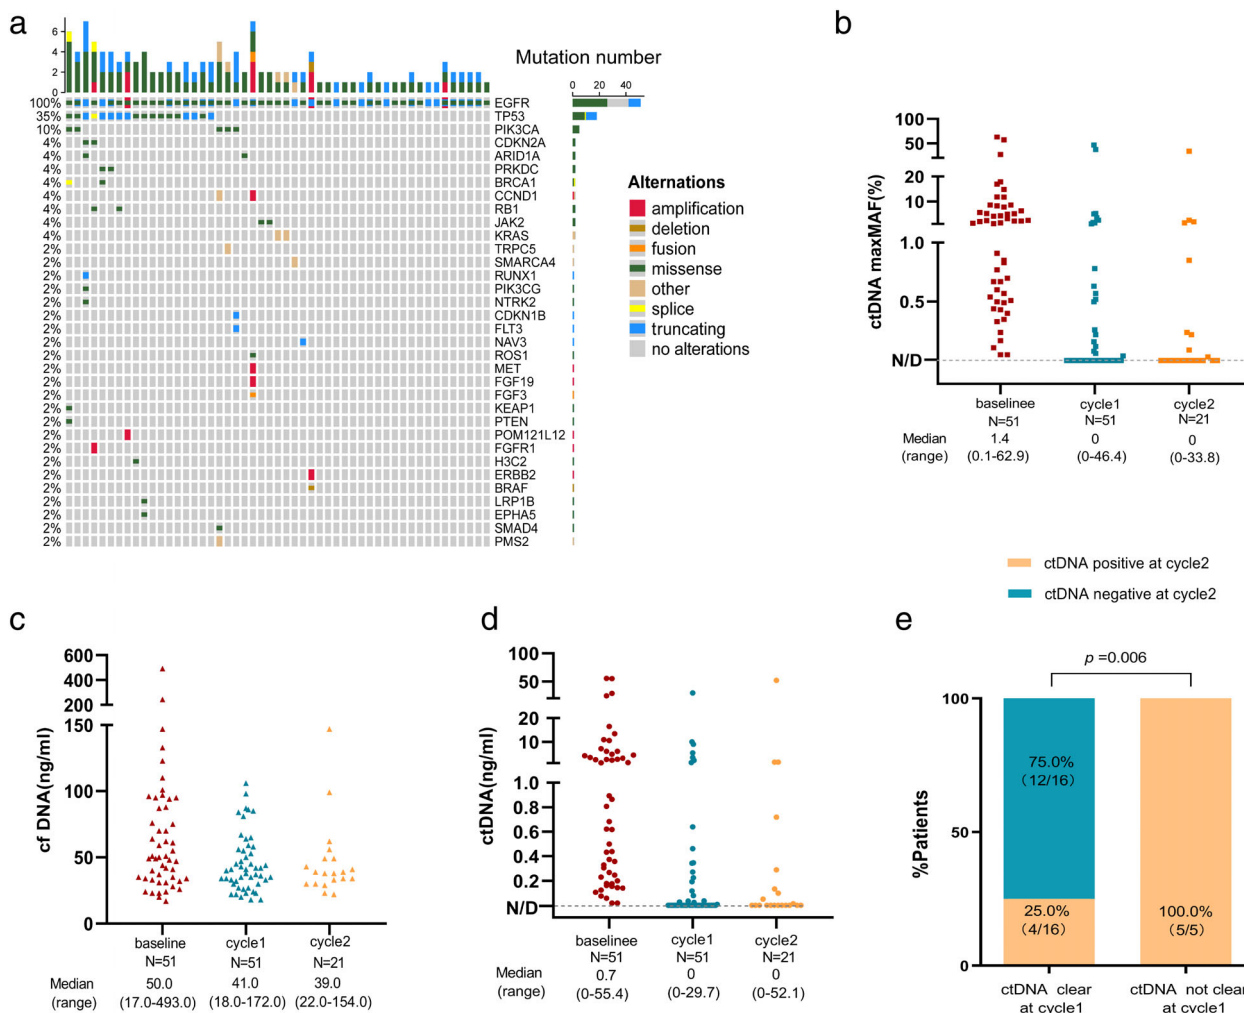 a
6
4
2
0
Mutation number
0 20 40
100% EGFR
35% TP53
10% PIK3CA
4% CDKN2A
4% ARID1A
4% PRKDC
4% BRCA1
4% CCND1
4% RB1
4% JAK2
4% KRAS
2% TRPC5
2% SMARCA4
2% RUNX1
2% PIK3CG
2% NTRK2
2% CDKN1B
2% FLT3
2% NAV3
2% ROS1
2% MET
2% FGF19
2% FGF3
2% KEAP1
2% PTEN
2% POM121L12
2% FGFR1
2% H3C2
2% ERBB2
2% BRAF
2% LRP1B
2% EPHA5
2% SMAD4
2% PMS2
Alternations
amplification
deletion
fusion
missense
other
splice
truncating
no alterations
b
ctDNA maxMAF(%)
100
50
20
10
1.0
0.5
N/D
baselinee cycle1 cycle2
N=51 N=51 N=21
Median 1.4 0 0
(range) (0.1-62.9) (0-46.4) (0-33.8)
c
cf DNA(ng/ml)
600
400
200
150
100
50
0
baseline cycle1 cycle2
N=51 N=51 N=21
Median 50.0 41.0 39.0
(range) (17.0-493.0) (18.0-172.0) (22.0-154.0)
d
ctDNA(ng/ml)
100
50
20
10
1.0
0.8
0.6
0.4
0.2
N/D
baselinee cycle1 cycle2
N=51 N=51 N=21
Median 0.7 0 0
(range) (0-55.4) (0-29.7) (0-52.1)
ctDNA positive at cycle2
ctDNA negative at cycle2
e
p =0.006
%Patients
100
50
0
75.0%
(12/16)
25.0%
(4/16)
100.0%
(5/5)
ctDNA clear ctDNA not clear
at cycle1 at cycle1